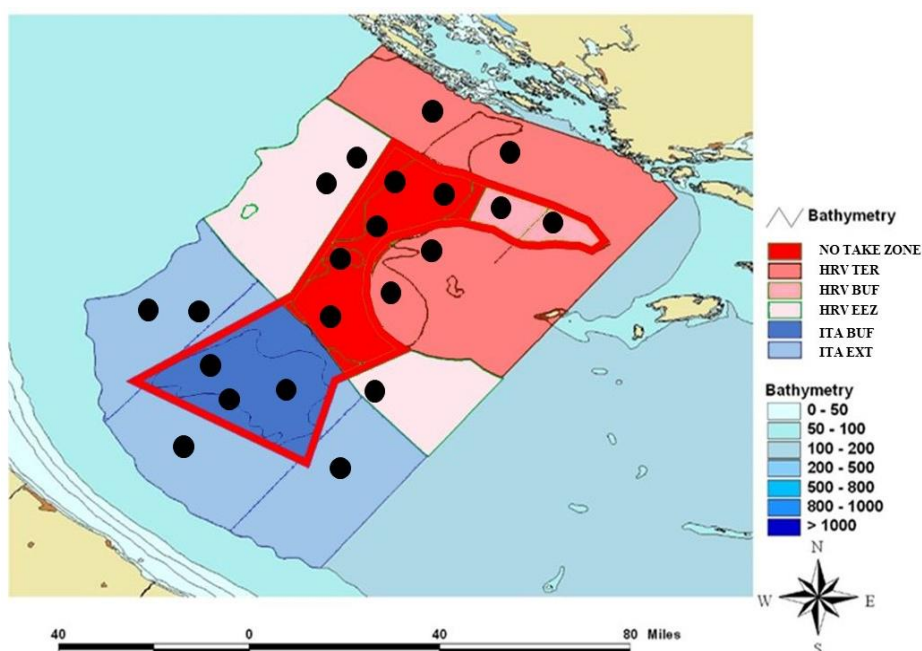 Bathymetry
NO TAKE ZONE
HRV TER
HRV BUF
HRV EEZ
ITA BUF
ITA EXT
Bathymetry
0 - 50
50 - 100
100 - 200
200 - 500
500 - 800
800 - 1000
> 1000
N
W E
S
40 0 40 80 Miles